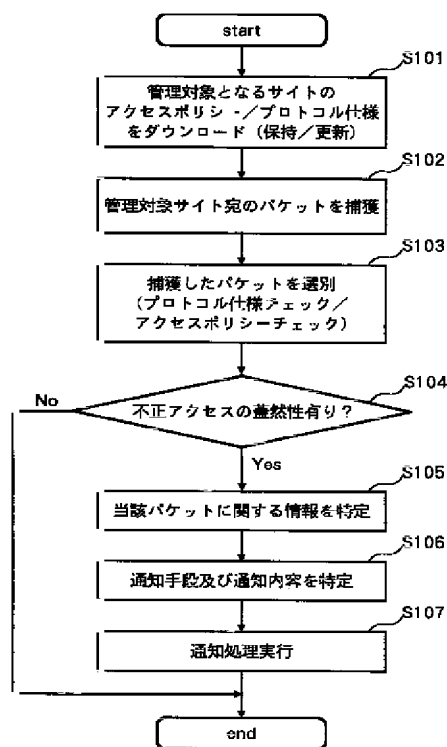 start
S101
管理対象となるサイトの
アクセスポリシー／プロトコル仕様
をダウンロード（保持／更新）
S102
管理対象サイト宛のパケットを捕獲
S103
捕獲したパケットを選別
（プロトコル仕様チェック／
アクセスポリシーチェック）
S104
不正アクセスの蓋然性有り？
No
Yes
S105
当該パケットに関する情報を特定
S106
通知手段及び通知内容を特定
S107
通知処理実行
end